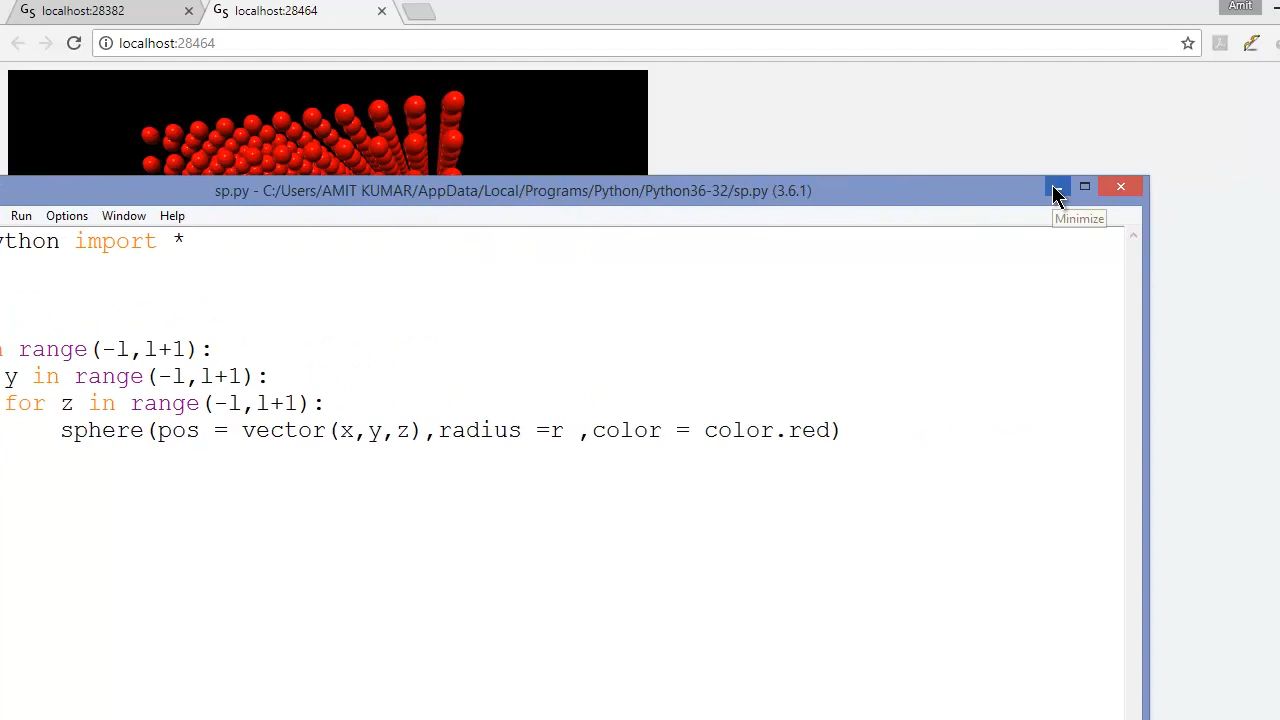 localhost:28382
localhost:28464
Amit
localhost:28464
sp.py - C:/Users/AMIT KUMAR/AppData/Local/Programs/Python/Python36-32/sp.py (3.6.1)
Run Options Window Help
Minimize
ython import *
range(-l,l+1):
y in range(-l,l+1):
for z in range(-l,l+1):
sphere(pos = vector(x,y,z),radius =r ,color = color.red)